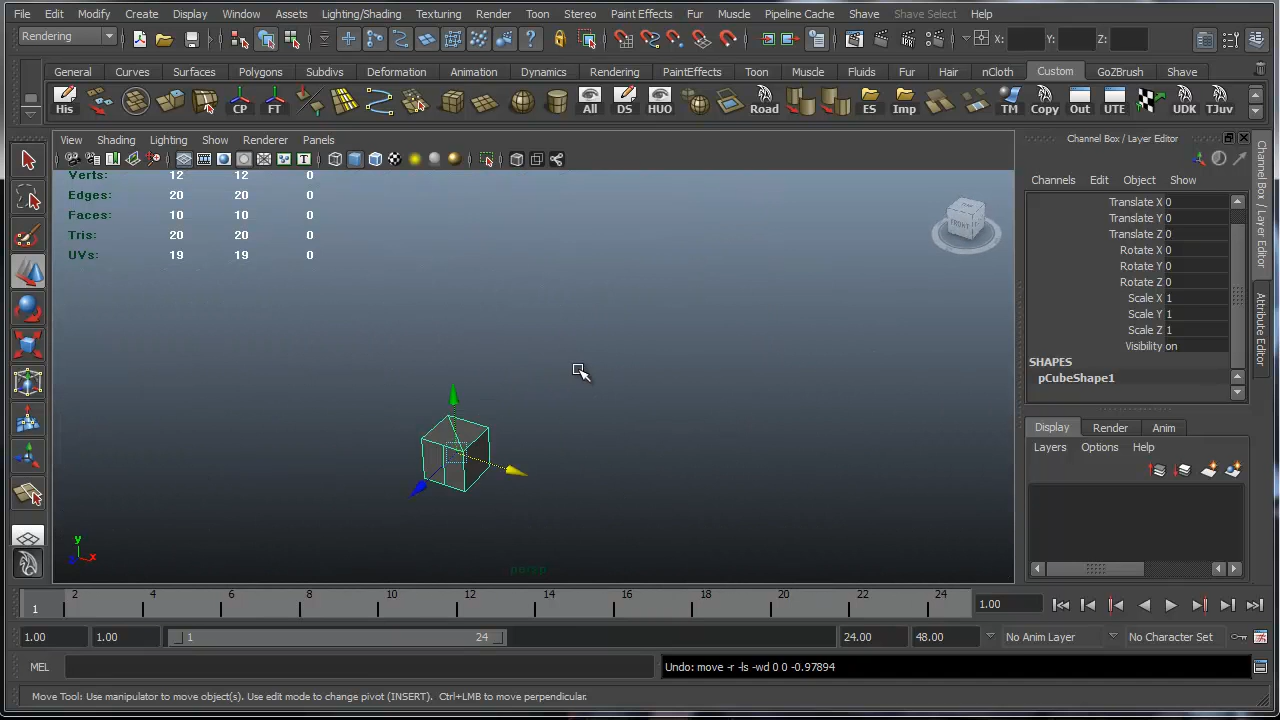 File Edit Modify Create Display Window Assets Lighting/Shading Texturing Render Toon Stereo Paint Effects Fur Muscle Pipeline Cache Shave Shave Select Help
Rendering X: Y: Z:
General Curves Surfaces Polygons Subdivs Deformation Animation Dynamics Rendering PaintEffects Toon Muscle Fluids Fur Hair nCloth Custom GoZBrush Shave
His CP FT All DS HUO Road ES Imp TM Copy Out UTE UDK TJuv
View Shading Lighting Show Renderer Panels
Verts: 12 12 0
Edges: 20 20 0
Faces: 10 10 0
Tris: 20 20 0
UVs: 19 19 0
y
x
persp
Channel Box / Layer Editor
Channels Edit Object Show
Translate X 0
Translate Y 0
Translate Z 0
Rotate X 0
Rotate Y 0
Rotate Z 0
Scale X 1
Scale Y 1
Scale Z 1
Visibility on
SHAPES
pCubeShape1
Display Render Anim
Layers Options Help
Channel Box / Layer Editor
Attribute Editor
1 2 4 6 8 10 12 14 16 18 20 22 24 1.00
1.00 1.00 1 24 24.00 48.00 No Anim Layer No Character Set
MEL Undo: move -r -ls -wd 0 0 -0.97894
Move Tool: Use manipulator to move object(s). Use edit mode to change pivot (INSERT). Ctrl+LMB to move perpendicular.